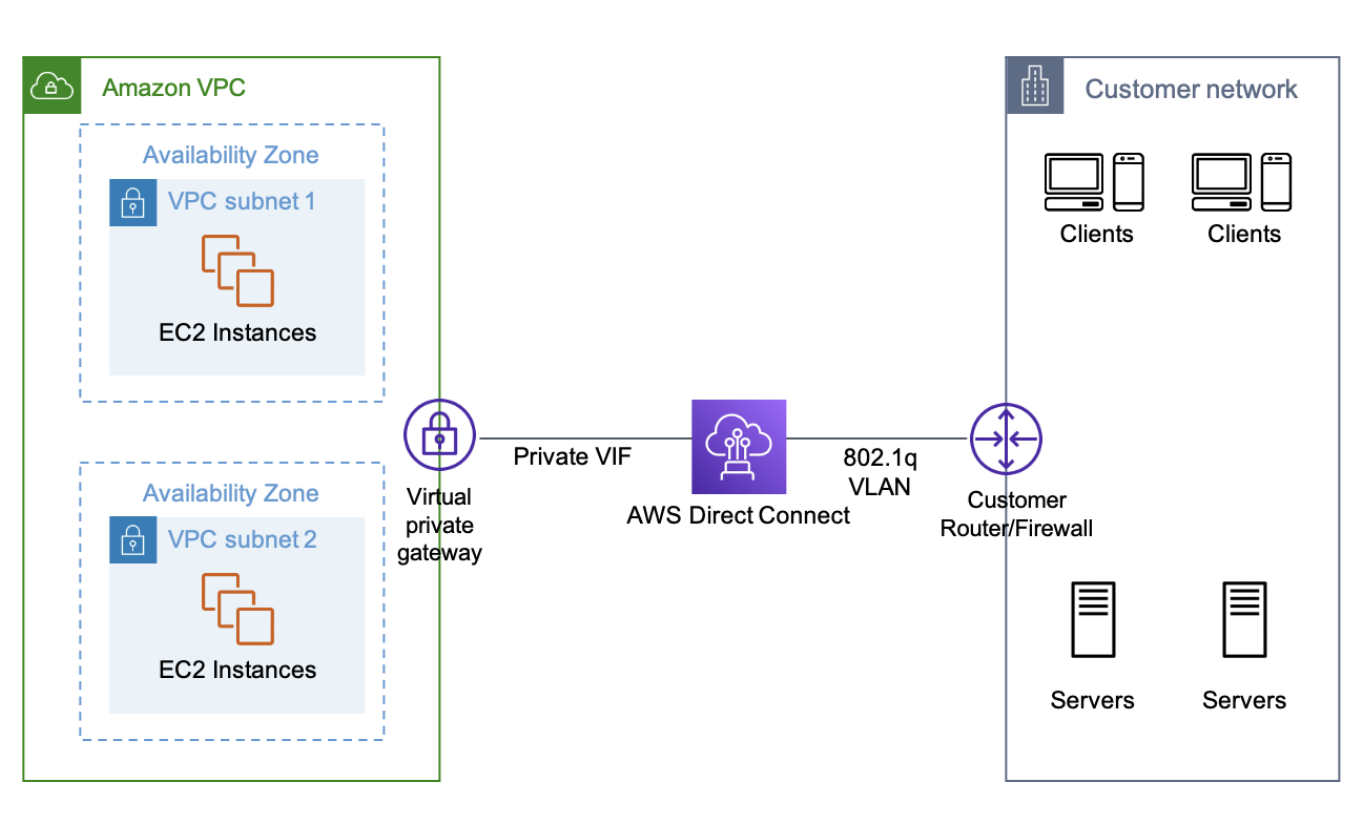 Amazon VPC
Availability Zone
VPC subnet 1
EC2 Instances
Availability Zone
VPC subnet 2
EC2 Instances
Virtual
private
gateway
Private VIF
AWS Direct Connect
802.1q
VLAN
Customer
Router/Firewall
Customer network
Clients
Clients
Servers
Servers